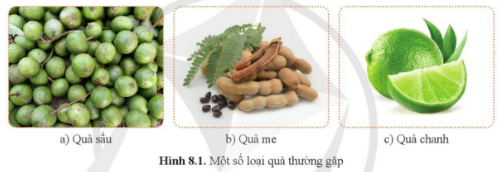 a) Quả sấu
b) Quả me
c) Quả chanh
Hình 8.1. Một số loại quả thường gặp